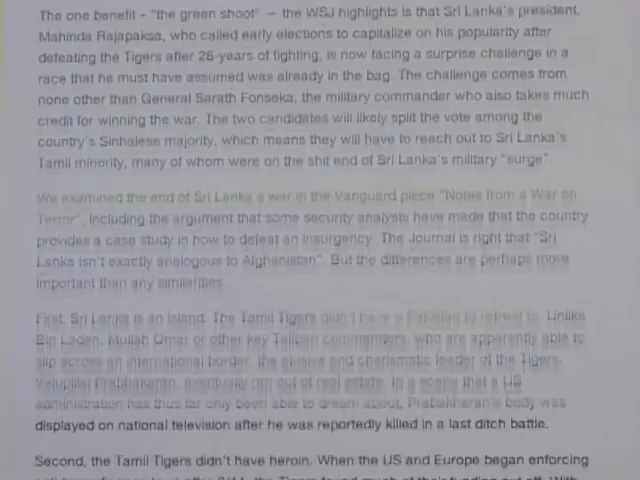 The one benefit - "the green shoot" - the WSJ highlights is that Sri Lanka's president,
Mahinda Rajapaksa, who called early elections to capitalize on his popularity after
defeating the Tigers after 26-years of fighting, is now facing a surprise challenge in a
race that he must have assumed was already in the bag. The challenge comes from
none other than General Sarath Fonseka, the military commander who also takes much
credit for winning the war. The two candidates will likely split the vote among the
country's Sinhalese majority, which means they will have to reach out to Sri Lanka's
Tamil minority, many of whom were on the shit end of Sri Lanka's military "surge".
We examined the end of Sri Lanka's war in the Vanguard piece "Notes from a War on
Terror", including the argument that some security analysts have made that the country
provides a case study in how to defeat an insurgency. The Journal is right that "Sri
Lanka isn't exactly analogous to Afghanistan". But the differences are perhaps more
important than any similarities.
First, Sri Lanka is an island. The Tamil Tigers didn't have a Pakistan to retreat to. Unlike
Bin Laden, Mullah Omar or other key Taliban commanders, who are apparently able to
slip across an international border, the elusive and charismatic leader of the Tigers,
Velupillai Prabhakaran, eventually ran out of real estate. In a scene that a US
administration has thus far only been able to dream about, Prabakharan's body was
displayed on national television after he was reportedly killed in a last ditch battle.
Second, the Tamil Tigers didn't have heroin. When the US and Europe began enforcing